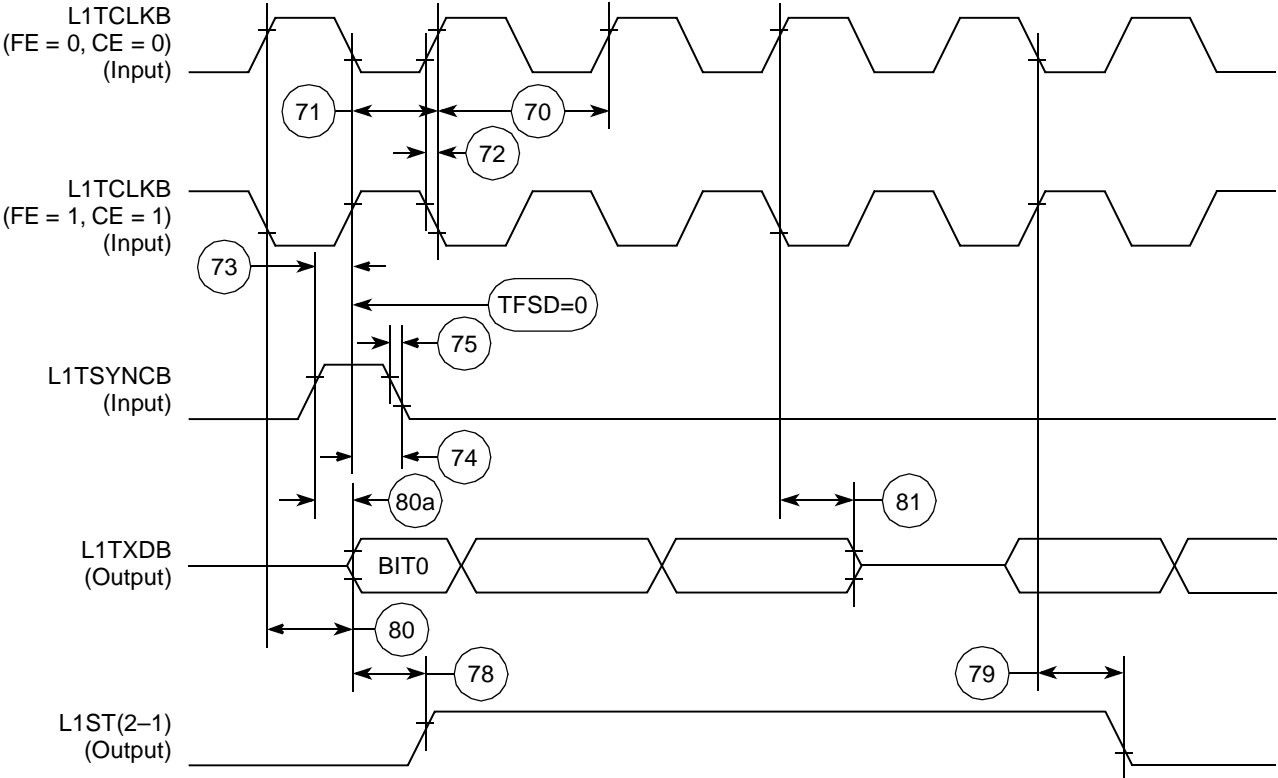 L1TCLKB
(FE = 0, CE = 0)
(Input)
71
70
72
L1TCLKB
(FE = 1, CE = 1)
(Input)
73
TFSD=0
75
L1TSYNCB
(Input)
74
80a
81
L1TXDB
(Output)
BIT0
80
78
79
L1ST(2–1)
(Output)